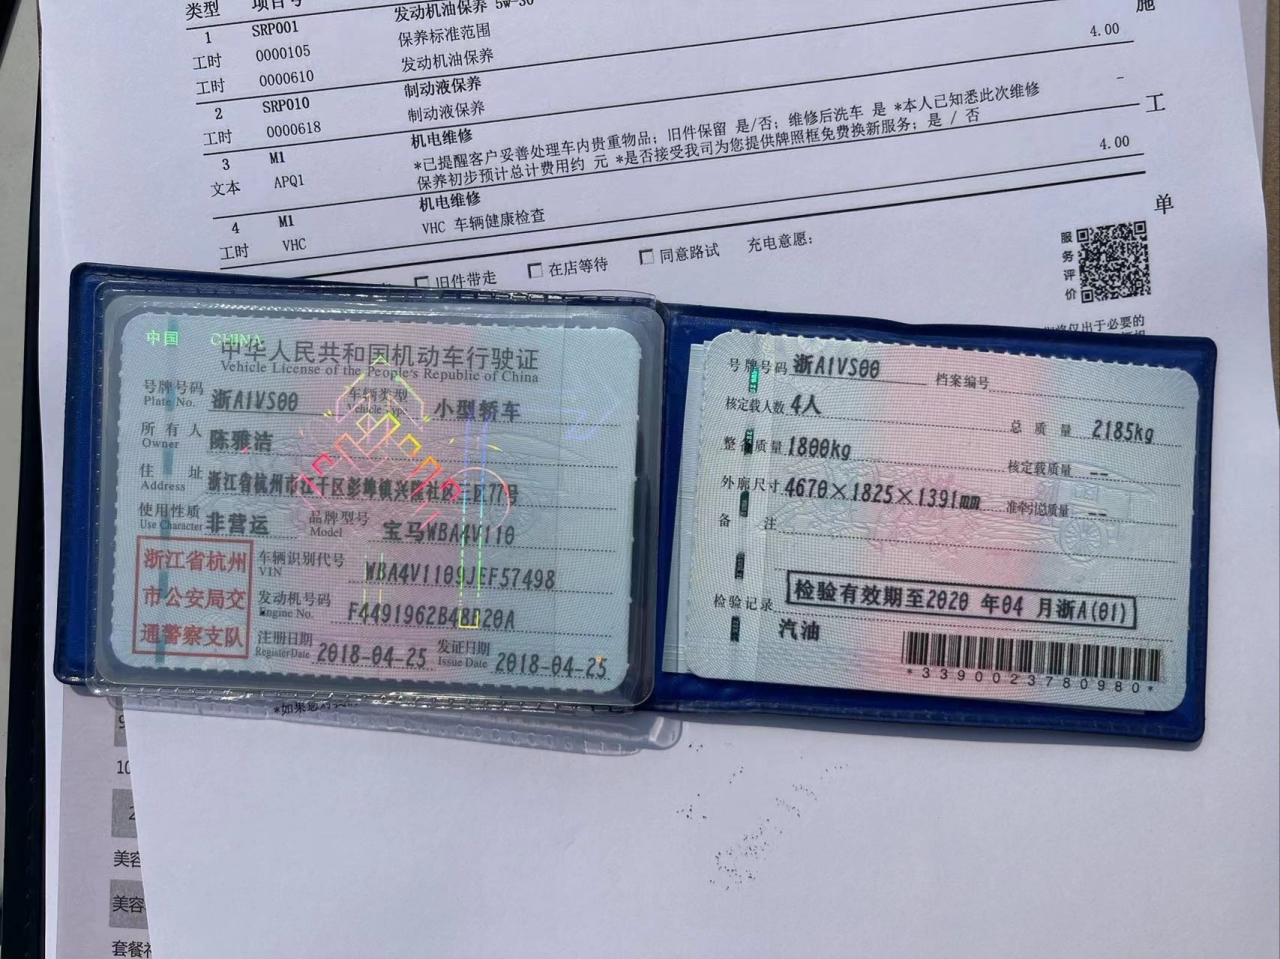 类型
1 SRP001 发动机油保养 5w-30
工时 0000105 保养标准范围
工时 0000610 发动机油保养
2 SRP010 制动液保养 4.00
工时 0000618 制动液保养
3 M1 机电维修 -
文本 APQ1 *已提醒客户妥善处理车内贵重物品; 旧件保留 是/否; 维修后洗车 是 *本人已知悉此次维修
保养初步预计总计费用约 元 *是否接受我司为您提供牌照框免费换新服务; 是 / 否
4 M1 机电维修 4.00
工时 VHC VHC 车辆健康检查
旧件带走 在店等待 同意路试 充电意愿:
施
工
单
服务评价
中国 CHINA
中华人民共和国机动车行驶证
Vehicle License of the People's Republic of China
号牌号码 浙A1VS00 车辆类型 小型轿车
Plate No. Vehicle Type
所有人 陈雅洁
Owner
住址 浙江省杭州市江干区彭埠镇兴隆社区三区77号
Address
使用性质 非营运 品牌型号 宝马WBA4V110
Use Character Model
浙江省杭州
市公安局交
通警察支队
车辆识别代号 WBA4V1109JEF57498
VIN
发动机号码 F4491962B48B20A
Engine No.
注册日期 2018-04-25 发证日期 2018-04-25
Register Date Issue Date
号牌号码 浙A1VS00 档案编号
核定载人数 4人 总质量 2185kg
整备质量 1800kg 核定载质量 --
外廓尺寸 4670×1825×1391mm 准牵引总质量 --
备注
检验记录 检验有效期至2020 年04 月浙A(01)
汽油
*3390023780980*
美容
美容